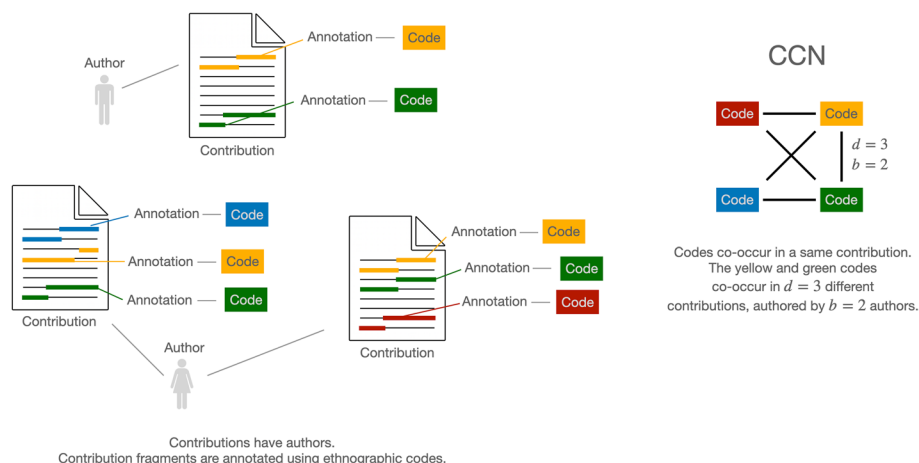 Author
Annotation
Code
Annotation
Code
Contribution
Annotation
Code
Annotation
Code
Annotation
Code
Contribution
Annotation
Code
Annotation
Code
Annotation
Code
Contribution
Author
Contributions have authors.
Contribution fragments are annotated using ethnographic codes.
CCN
Code
Code
d = 3
b = 2
Code
Code
Codes co-occur in a same contribution.
The yellow and green codes
co-occur in d = 3 different
contributions, authored by b = 2 authors.